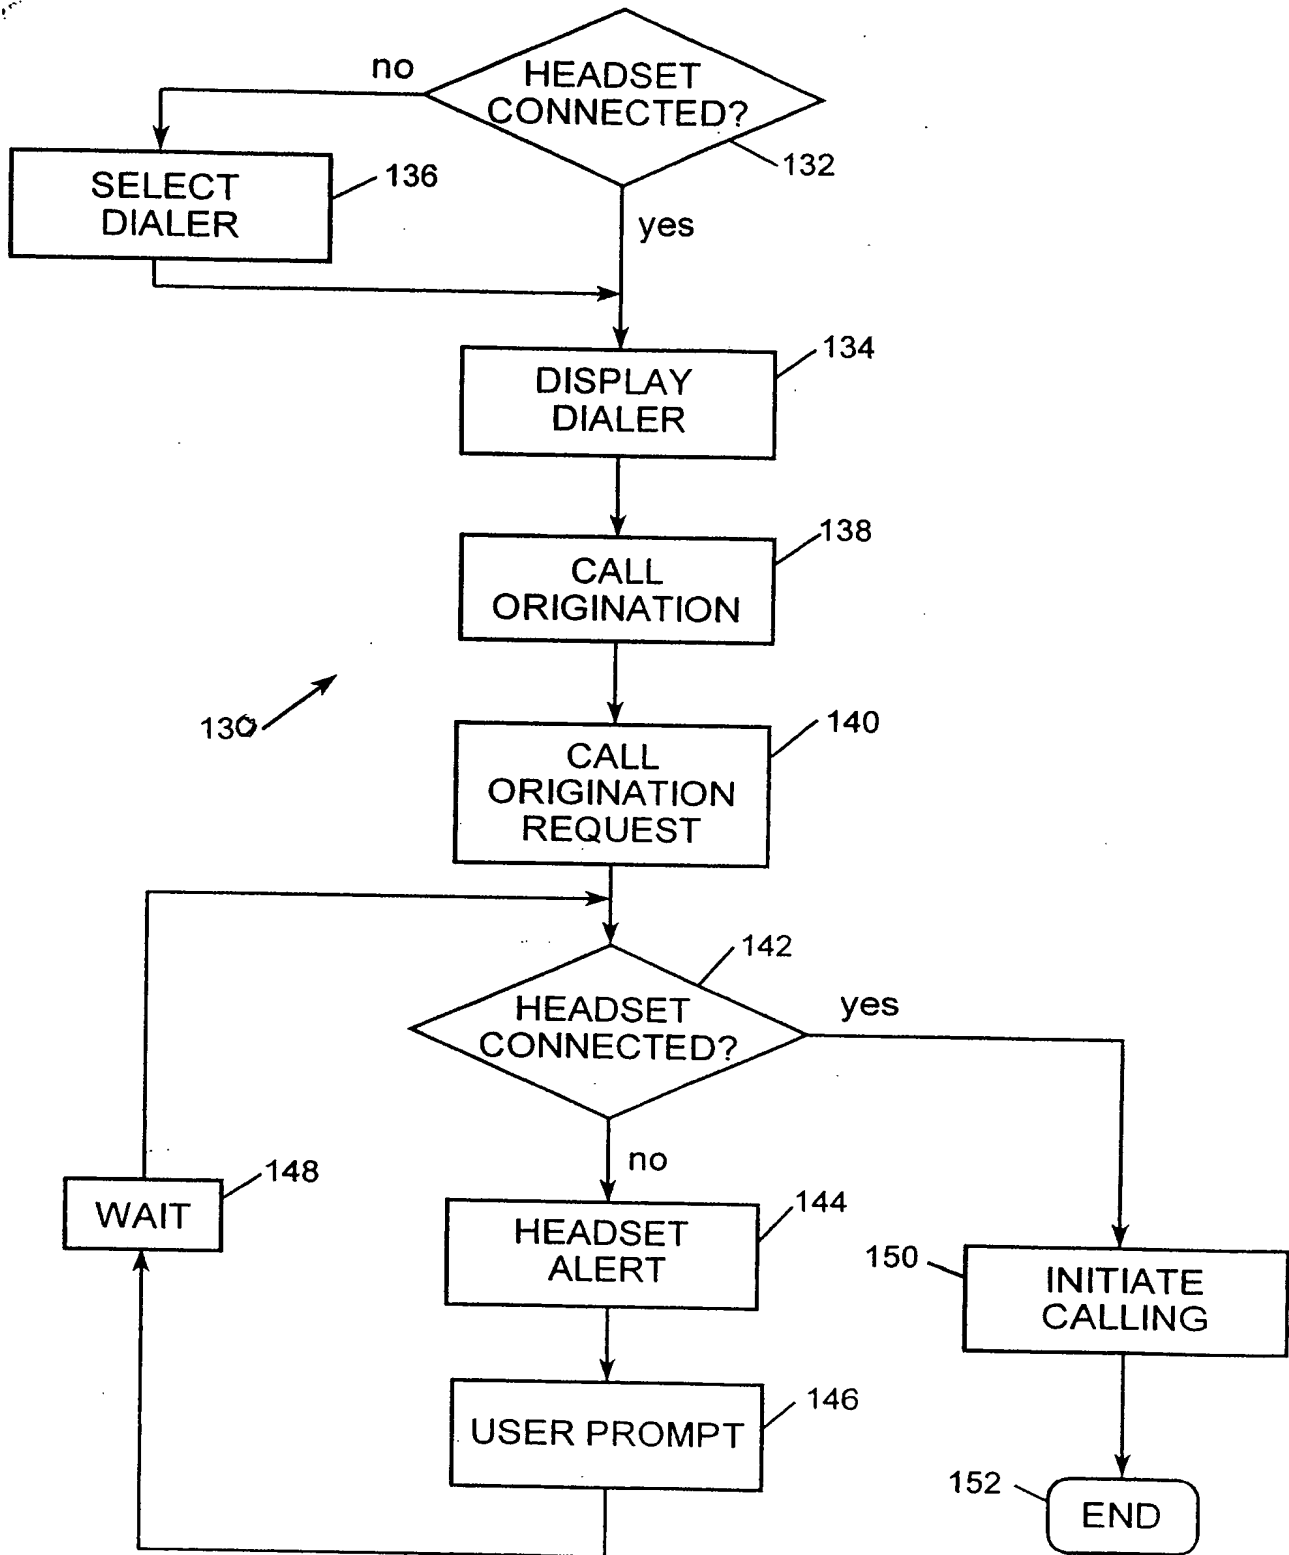 no
HEADSET
CONNECTED?
132
SELECT
DIALER
136
yes
DISPLAY
DIALER
134
CALL
ORIGINATION
138
130
CALL
ORIGINATION
REQUEST
140
HEADSET
CONNECTED?
142
yes
no
WAIT
148
HEADSET
ALERT
144
150
INITIATE
CALLING
USER PROMPT
146
152
END